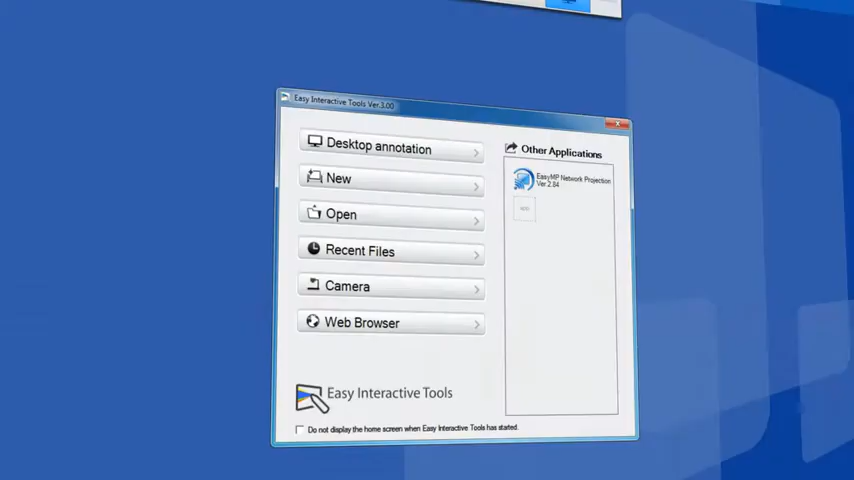 Easy Interactive Tools Ver.3.00
Desktop annotation
New
Open
Recent Files
Camera
Web Browser
Other Applications
EasyMP Network Projection
Ver.2.84
Easy Interactive Tools
Do not display the home screen when Easy Interactive Tools has started.